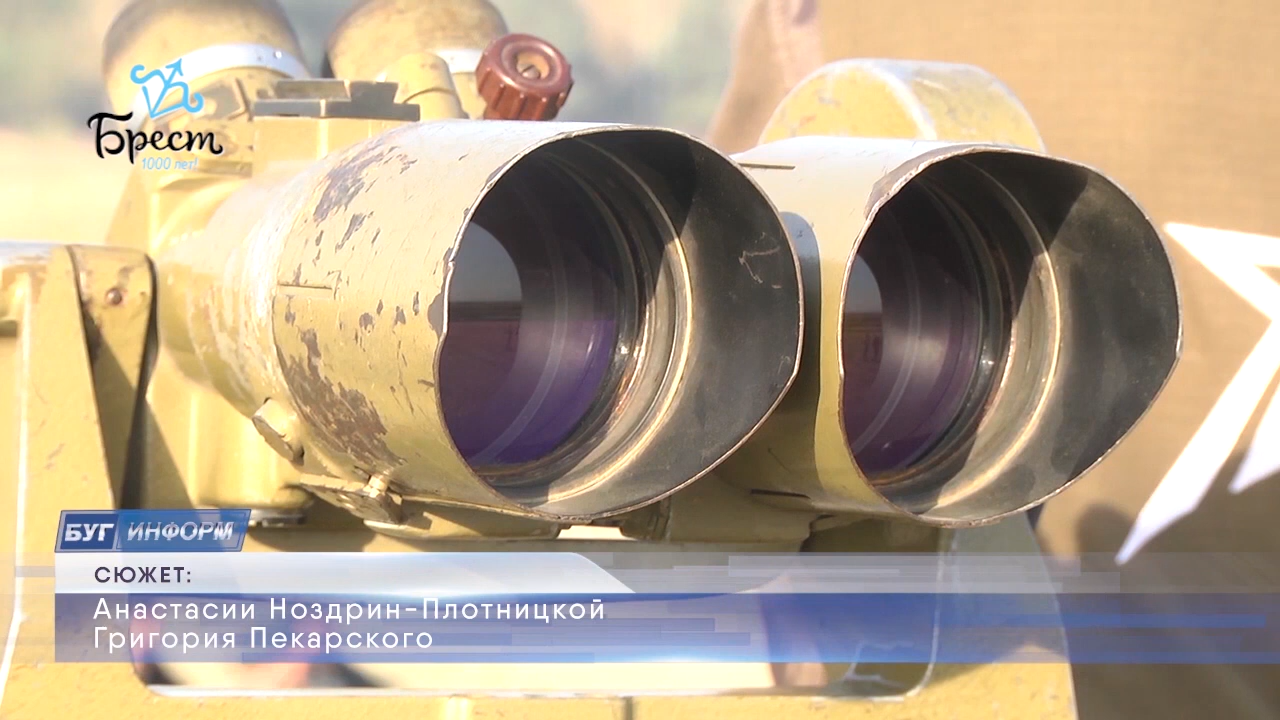 Брест
1000 лет!
БУГ ИНФОРМ
СЮЖЕТ:
Анастасии Ноздрин-Плотницкой
Григория Пекарского